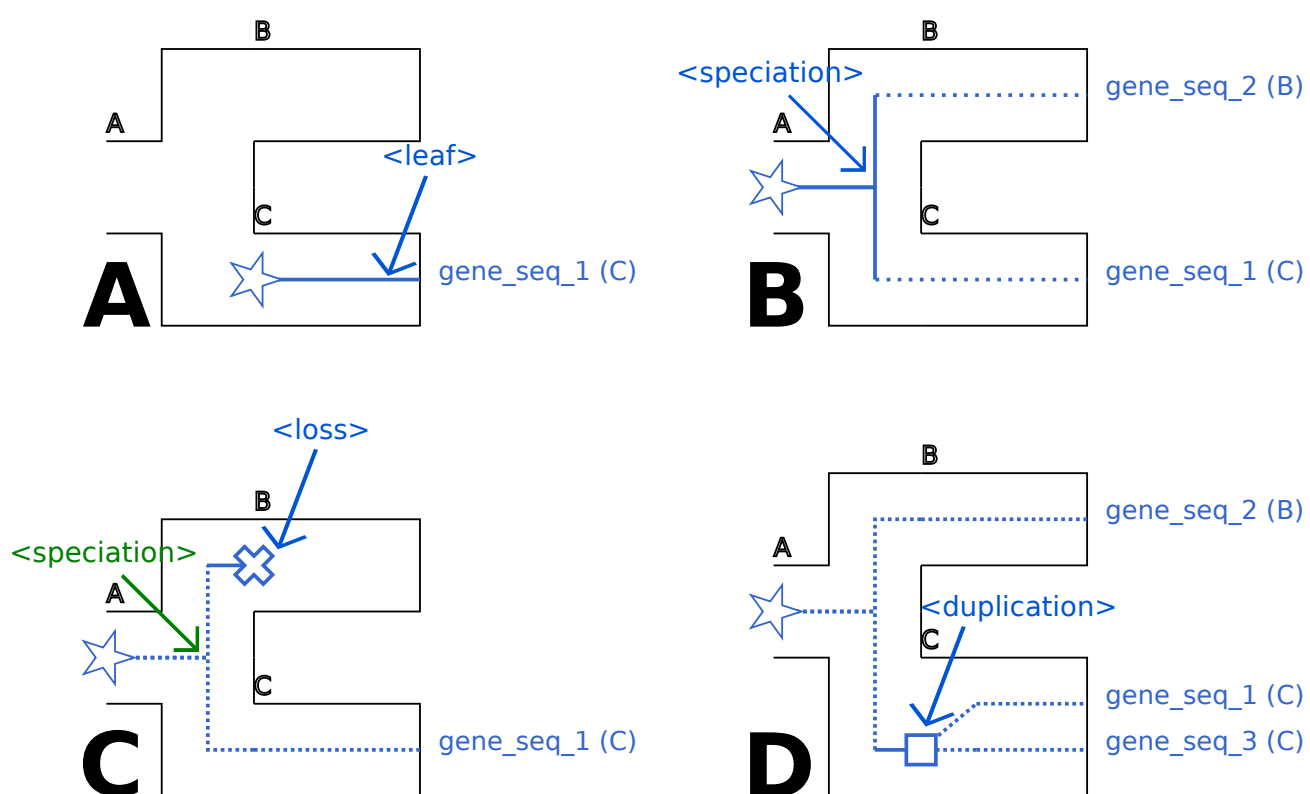 B
A
<leaf>
C
gene_seq_1 (C)
A
B
<speciation>
gene_seq_2 (B)
A
C
gene_seq_1 (C)
B
<loss>
B
<speciation>
A
C
gene_seq_1 (C)
C
B
gene_seq_2 (B)
A
<duplication>
C
gene_seq_1 (C)
gene_seq_3 (C)
D